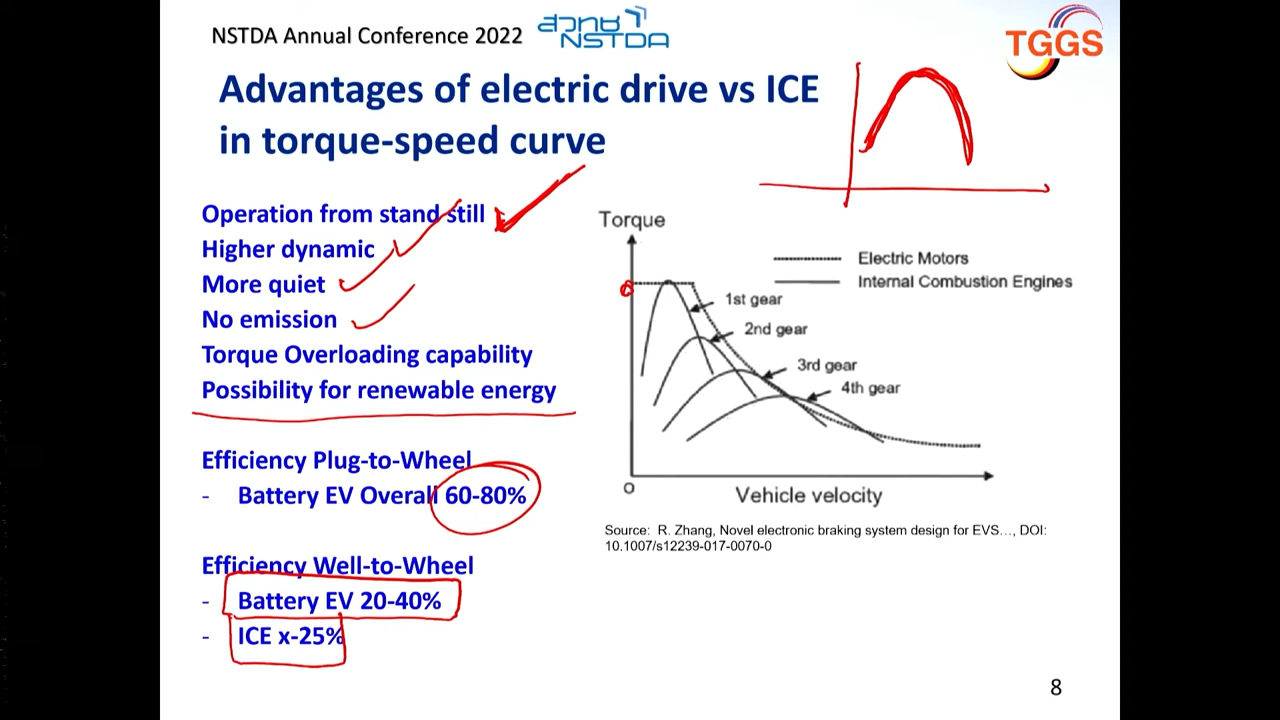 NSTDA Annual Conference 2022
สวทช
NSTDA
TGGS
Advantages of electric drive vs ICE
in torque-speed curve
Operation from stand still
Higher dynamic
More quiet
No emission
Torque Overloading capability
Possibility for renewable energy
Efficiency Plug-to-Wheel
- Battery EV Overall 60-80%
Efficiency Well-to-Wheel
- Battery EV 20-40%
- ICE x-25%
Torque
Electric Motors
Internal Combustion Engines
1st gear
2nd gear
3rd gear
4th gear
O
Vehicle velocity
Source: R. Zhang, Novel electronic braking system design for EVS..., DOI:
10.1007/s12239-017-0070-0
8